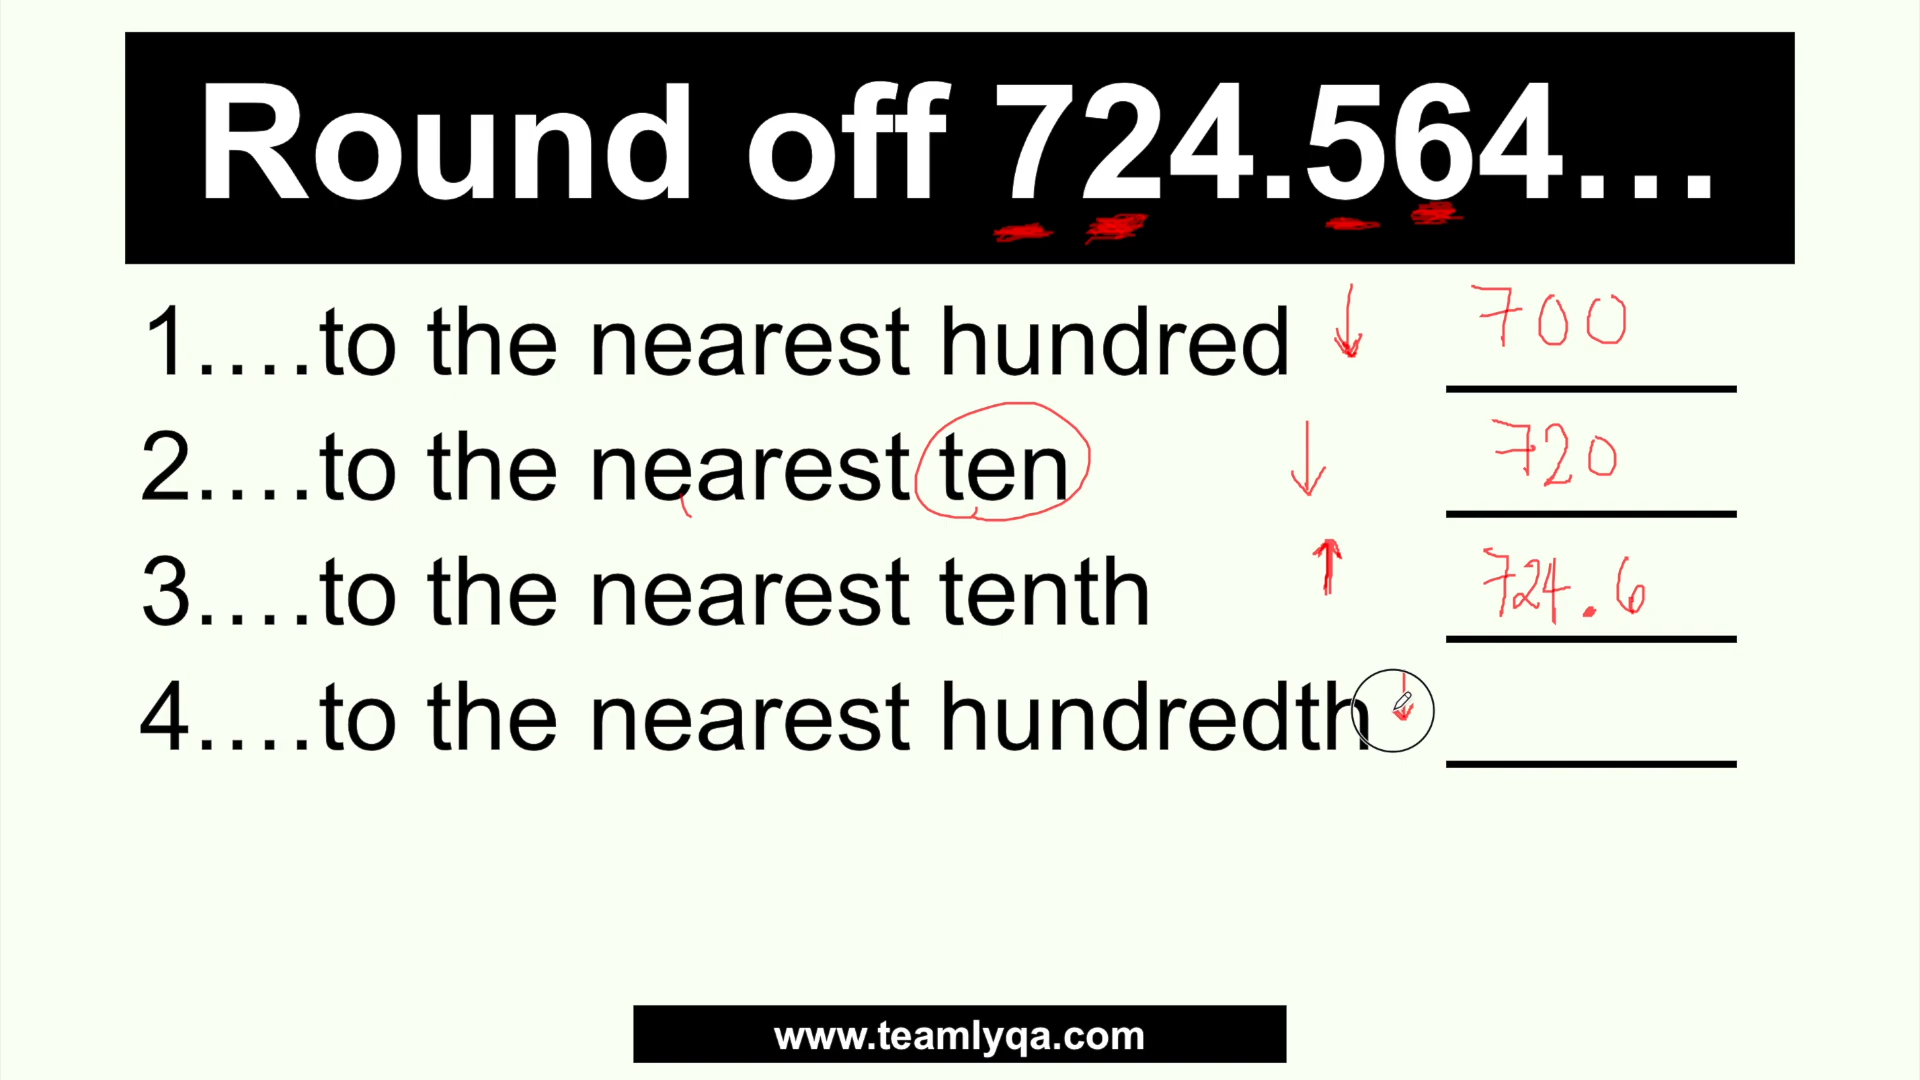 Round off 724.564...
1....to the nearest hundred 700
2....to the nearest ten 720
3....to the nearest tenth 724.6
4....to the nearest hundredth
www.teamlyqa.com